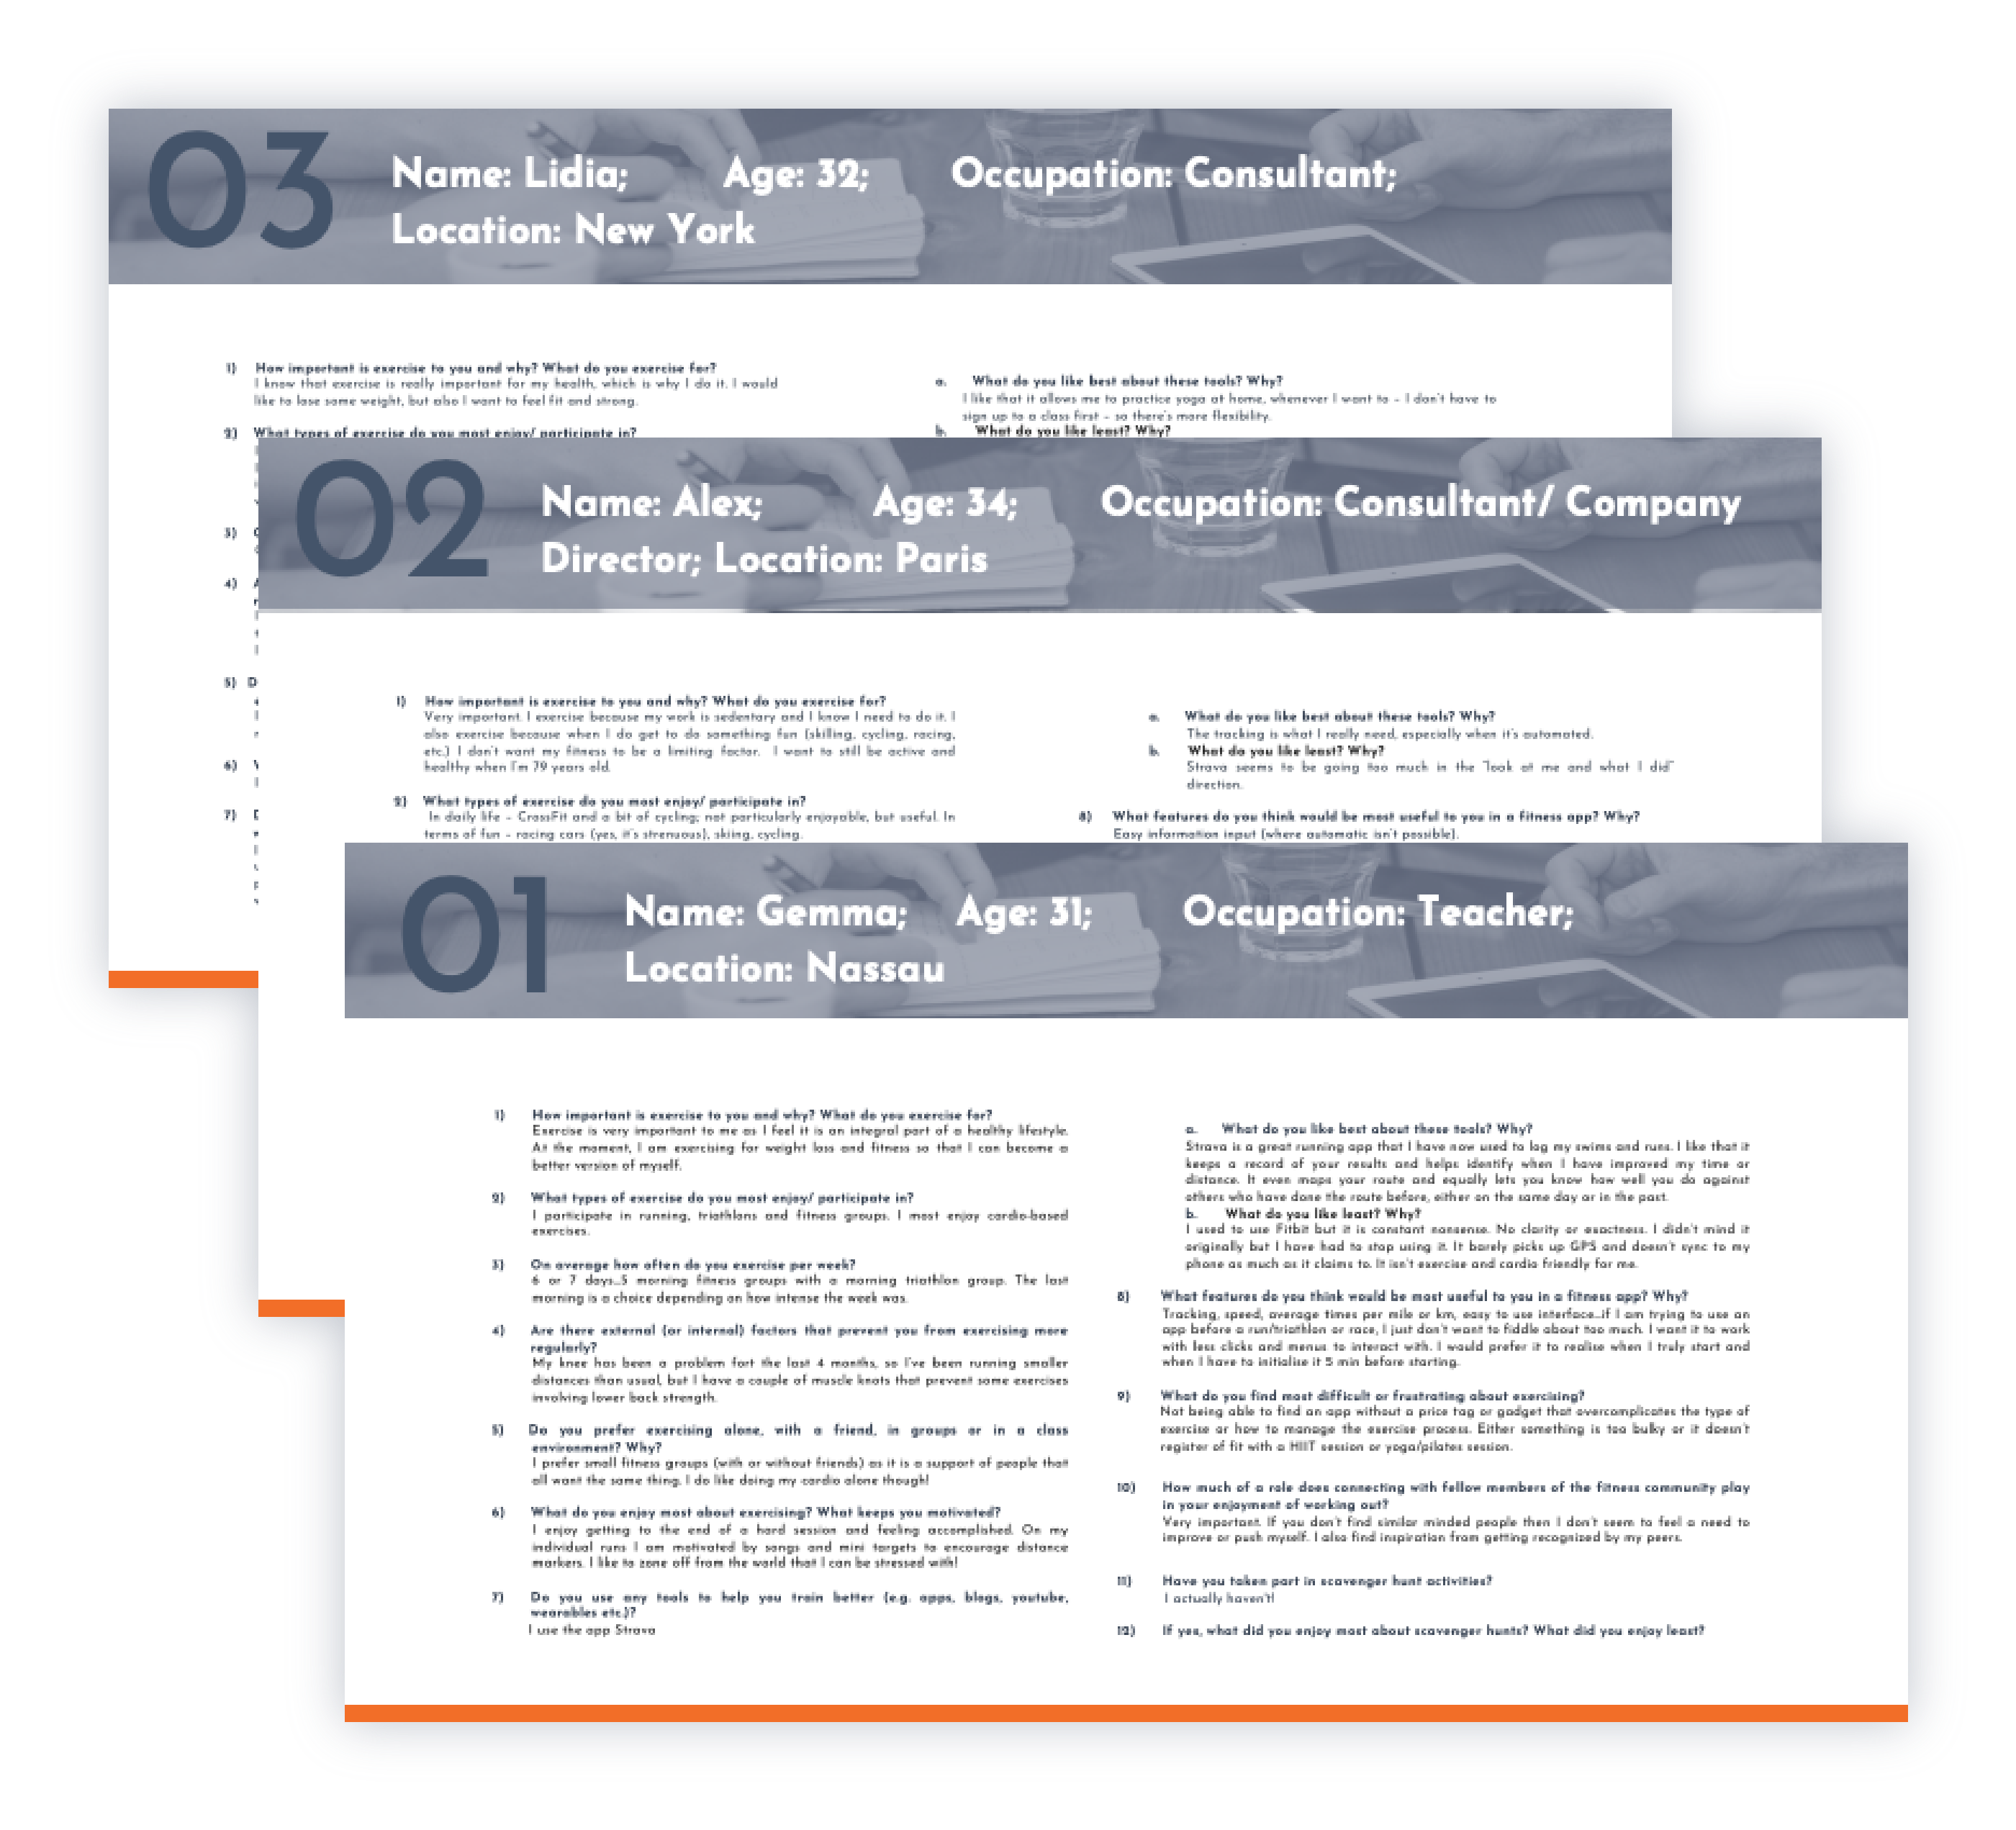 03
Name: Lidia; Age: 32; Occupation: Consultant;
Location: New York
1) How important is exercise to you and why? What do you exercise for?
I know that exercise is really important for my health, which is why I do it. I would
like to lose some weight, but also I want to feel fit and strong.
2) What types of exercise do you most enjoy/ participate in?
3)
4)
5) D
6)
7)
a. What do you like best about these tools? Why?
I like that it allows me to practice yoga at home, whenever I want to – I don't have to
sign up to a class first – so there's more flexibility.
b. What do you like least? Why?
02
Name: Alex; Age: 34; Occupation: Consultant/ Company
Director; Location: Paris
1) How important is exercise to you and why? What do you exercise for?
Very important. I exercise because my work is sedentary and I know I need to do it. I
also exercise because when I do get to do something fun (skiIling, cycling, racing,
etc.) I don't want my fitness to be a limiting factor. I want to still be active and
healthy when I'm 79 years old.
2) What types of exercise do you most enjoy/ participate in?
In daily life – CrossFit and a bit of cycling; not particularly enjoyable, but useful. In
terms of fun – racing cars (yes, it's strenuous), skiing, cycling.
a. What do you like best about these tools? Why?
The tracking is what I really need, especially when it's automated.
b. What do you like least? Why?
Strava seems to be going too much in the "look at me and what I did"
direction.
8) What features do you think would be most useful to you in a fitness app? Why?
Easy information input (where automatic isn't possible).
01
Name: Gemma; Age: 31; Occupation: Teacher;
Location: Nassau
1) How important is exercise to you and why? What do you exercise for?
Exercise is very important to me as I feel it is an integral part of a healthy lifestyle.
At the moment, I am exercising for weight loss and fitness so that I can become a
better version of myself.
2) What types of exercise do you most enjoy/ participate in?
I participate in running, triathlons and fitness groups. I most enjoy cardio-based
exercises.
3) On average how often do you exercise per week?
6 or 7 days...5 morning fitness groups with a morning triathlon group. The last
morning is a choice depending on how intense the week was.
4) Are there external (or internal) factors that prevent you from exercising more
regularly?
My knee has been a problem fort the last 4 months, so I've been running smaller
distances than usual, but I have a couple of muscle knots that prevent some exercises
involving lower back strength.
5) Do you prefer exercising alone, with a friend, in groups or in a class
environment? Why?
I prefer small fitness groups (with or without friends) as it is a support of people that
all want the same thing. I do like doing my cardio alone though!
6) What do you enjoy most about exercising? What keeps you motivated?
I enjoy getting to the end of a hard session and feeling accomplished. On my
individual runs I am motivated by songs and mini targets to encourage distance
markers. I like to zone off from the world that I can be stressed with!
7) Do you use any tools to help you train better (e.g. apps, blogs, youtube,
wearables etc.)?
I use the app Strava
a. What do you like best about these tools? Why?
Strava is a great running app that I have now used to log my swims and runs. I like that it
keeps a record of your results and helps identify when I have improved my time or
distance. It even maps your route and equally lets you know how well you do against
others who have done the route before, either on the same day or in the past.
b. What do you like least? Why?
I used to use Fitbit but it is constant nonsense. No clarity or exactness. I didn't mind it
originally but I have had to stop using it. It barely picks up GPS and doesn't sync to my
phone as much as it claims to. It isn't exercise and cardio friendly for me.
8) What features do you think would be most useful to you in a fitness app? Why?
Tracking, speed, average times per mile or km, easy to use interface...if I am trying to use an
app before a run/triathlon or race, I just don't want to fiddle about too much. I want it to work
with less clicks and menus to interact with. I would prefer it to realise when I truly start and
when I have to initialise it 5 min before starting.
9) What do you find most difficult or frustrating about exercising?
Not being able to find an app without a price tag or gadget that overcomplicates the type of
exercise or how to manage the exercise process. Either something is too bulky or it doesn't
register of fit with a HIIT session or yoga/pilates session.
10) How much of a role does connecting with fellow members of the fitness community play
in your enjoyment of working out?
Very important. If you don't find similar minded people then I don't seem to feel a need to
improve or push myself. I also find inspiration from getting recognized by my peers.
11) Have you taken part in scavenger hunt activities?
I actually haven't!
12) If yes, what did you enjoy most about scavenger hunts? What did you enjoy least?